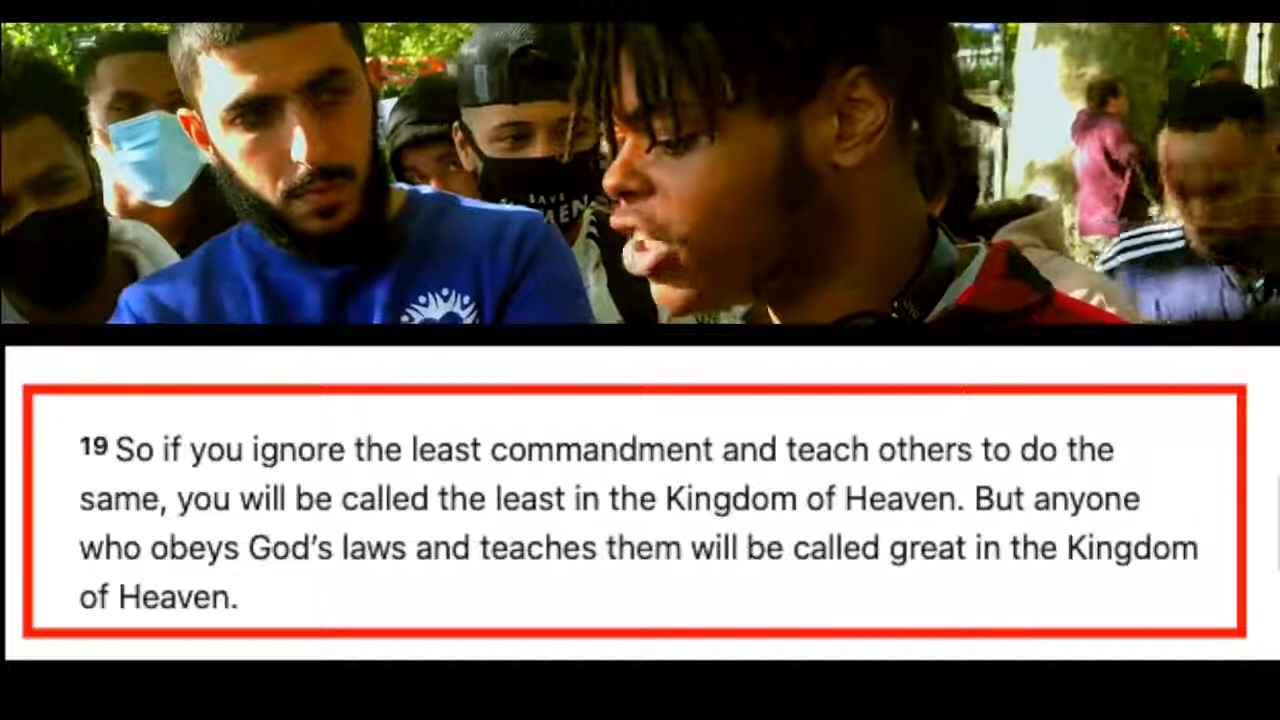 SAVE
19 So if you ignore the least commandment and teach others to do the
same, you will be called the least in the Kingdom of Heaven. But anyone
who obeys God’s laws and teaches them will be called great in the Kingdom
of Heaven.